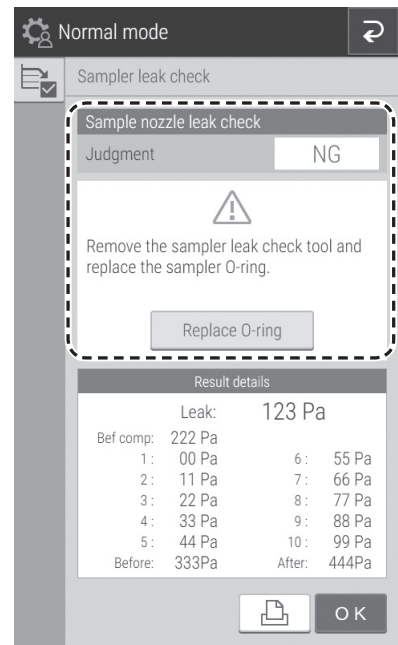 Normal mode
Sampler leak check
Sample nozzle leak check
Judgment NG
Remove the sampler leak check tool and
replace the sampler O-ring.
Replace O-ring
Result details
Leak: 123 Pa
Bef comp: 222 Pa
1 : 00 Pa 6 : 55 Pa
2 : 11 Pa 7 : 66 Pa
3 : 22 Pa 8 : 77 Pa
4 : 33 Pa 9 : 88 Pa
5 : 44 Pa 10 : 99 Pa
Before: 333Pa After: 444Pa
OK